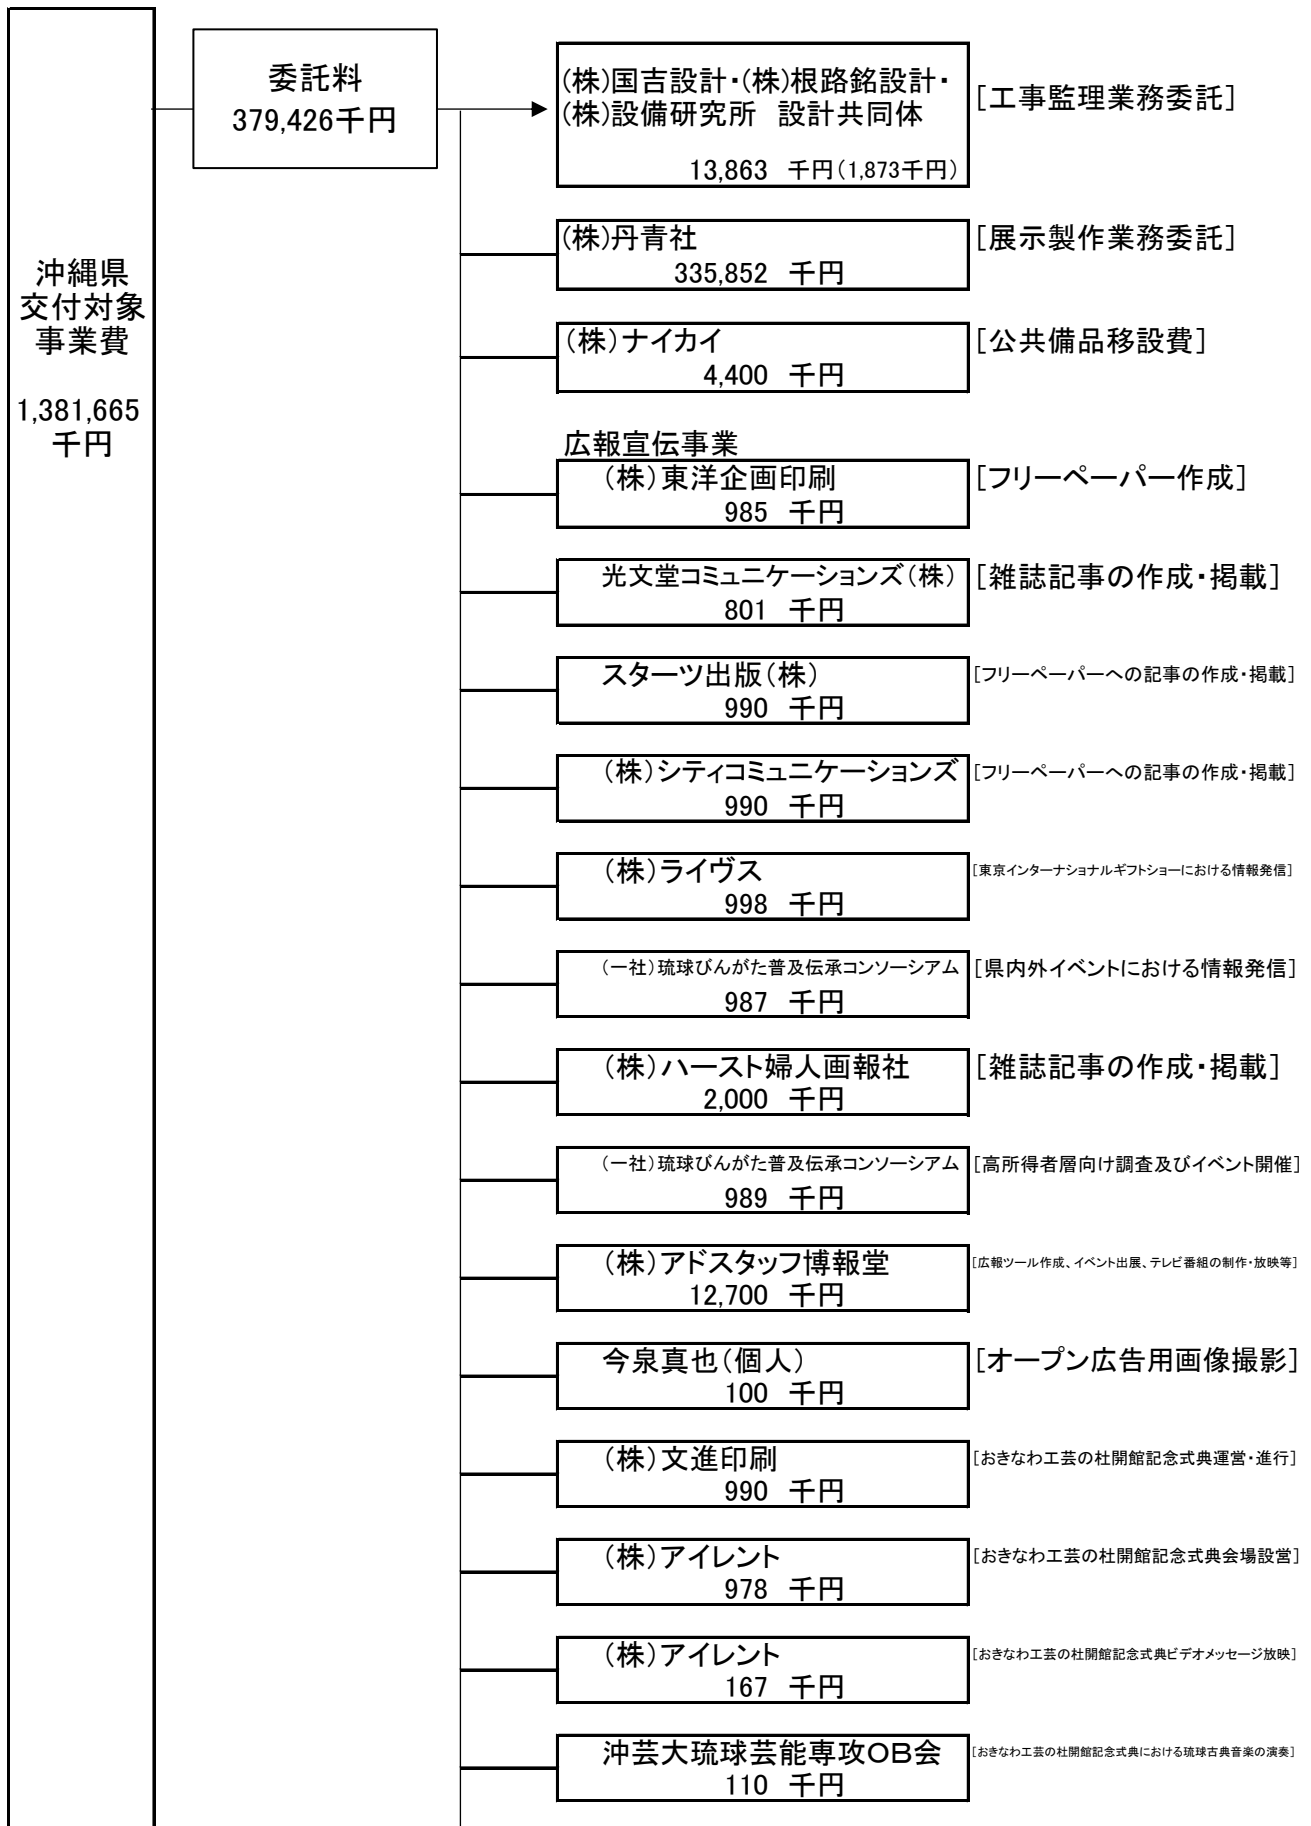 沖縄県
交付対象
事業費
1,381,665
千円
委託料
379,426千円
(株)国吉設計・(株)根路銘設計・
(株)設備研究所 設計共同体
13,863 千円(1,873千円)
[工事監理業務委託]
(株)丹青社
335,852 千円
[展示製作業務委託]
(株)ナイカイ
4,400 千円
[公共備品移設費]
広報宣伝事業
(株)東洋企画印刷
985 千円
[フリーペーパー作成]
光文堂コミュニケーションズ(株)
801 千円
[雑誌記事の作成・掲載]
スターツ出版(株)
990 千円
[フリーペーパーへの記事の作成・掲載]
(株)シティコミュニケーションズ
990 千円
[フリーペーパーへの記事の作成・掲載]
(株)ライヴス
998 千円
[東京インターナショナルギフトショーにおける情報発信]
(一社)琉球びんがた普及伝承コンソーシアム
987 千円
[県内外イベントにおける情報発信]
(株)ハースト婦人画報社
2,000 千円
[雑誌記事の作成・掲載]
(一社)琉球びんがた普及伝承コンソーシアム
989 千円
[高所得者層向け調査及びイベント開催]
(株)アドスタッフ博報堂
12,700 千円
[広報ツール作成、イベント出展、テレビ番組の制作・放映等]
今泉真也(個人)
100 千円
[オープン広告用画像撮影]
(株)文進印刷
990 千円
[おきなわ工芸の杜開館記念式典運営・進行]
(株)アイレント
978 千円
[おきなわ工芸の杜開館記念式典会場設営]
(株)アイレント
167 千円
[おきなわ工芸の杜開館記念式典ビデオメッセージ放映]
沖芸大琉球芸能専攻OB会
110 千円
[おきなわ工芸の杜開館記念式典における琉球古典音楽の演奏]